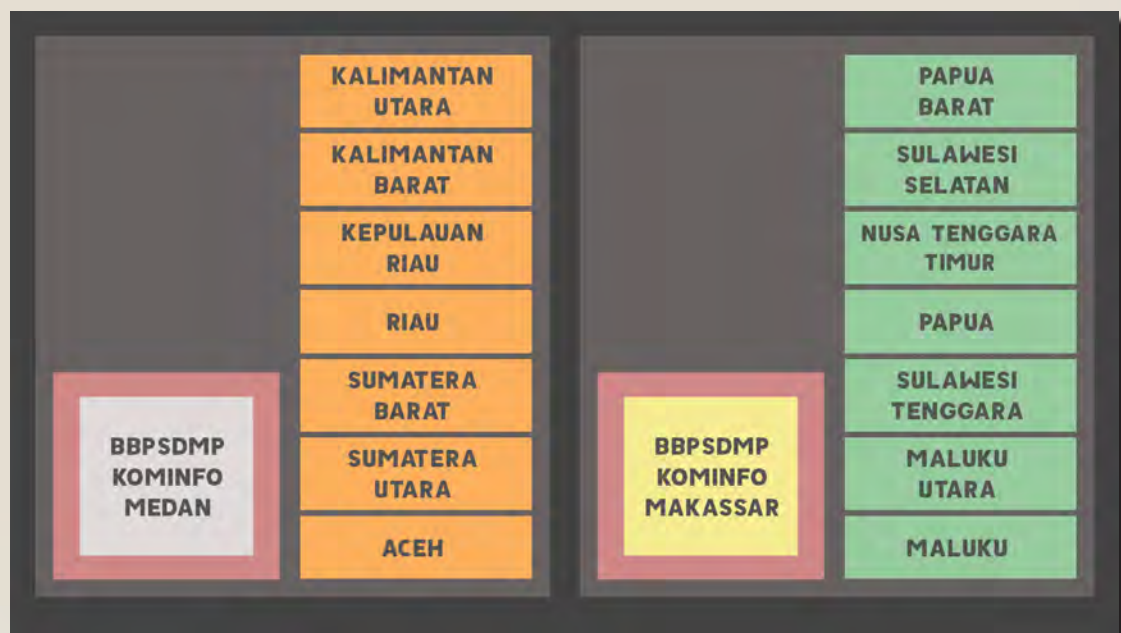 KALIMANTAN
UTARA
KALIMANTAN
BARAT
KEPULAUAN
RIAU
RIAU
SUMATERA
BARAT
SUMATERA
UTARA
ACEH
BBPSDMP
KOMINFO
MEDAN
PAPUA
BARAT
SULAWESI
SELATAN
NUSA TENGGARA
TIMUR
PAPUA
SULAWESI
TENGGARA
MALUKU
UTARA
MALUKU
BBPSDMP
KOMINFO
MAKASSAR